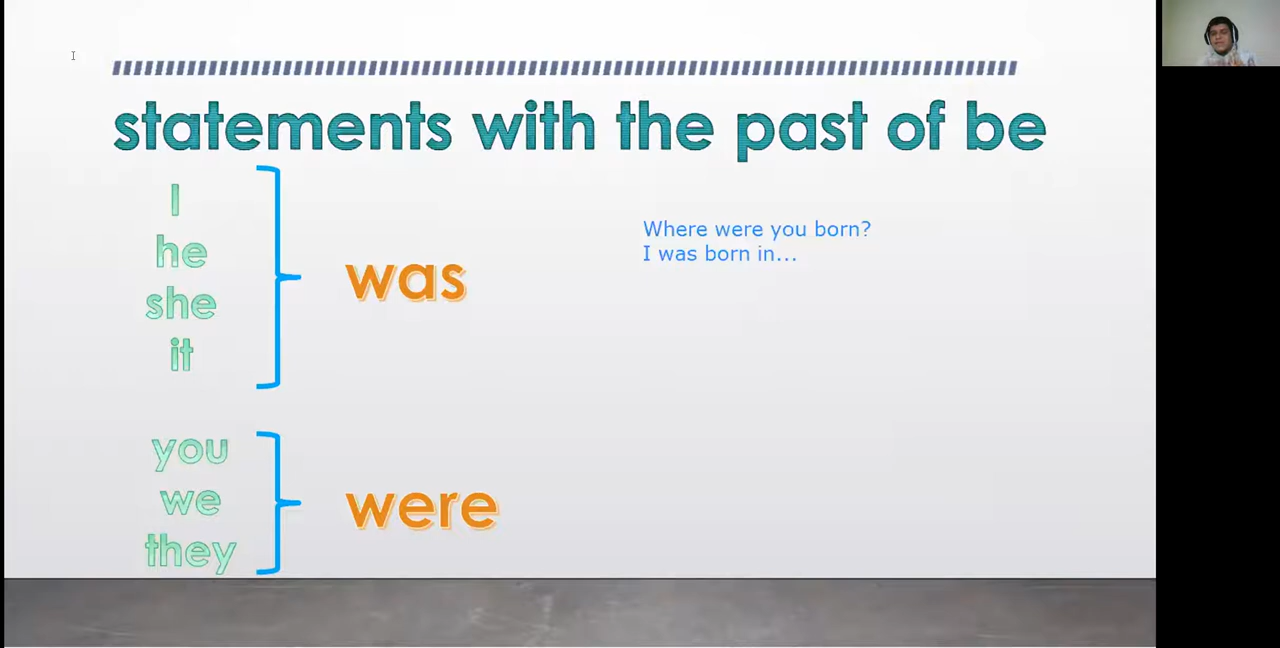 statements with the past of be
I
he
she
it
was
you
we
they
were
Where were you born?
I was born in...